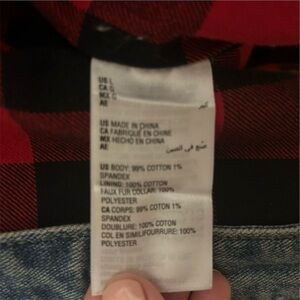 US L
CA G
MX G
AE كبير
US MADE IN CHINA
CA FABRIQUÉ EN CHINE
MX HECHO EN CHINA
AE صنع في الصين
US BODY: 99% COTTON 1%
SPANDEX
LINING: 100% COTTON
FAUX FUR COLLAR: 100%
POLYESTER
CA CORPS: 99% COTON 1%
SPANDEX
DOUBLURE: 100% COTON
COL EN SIMILIFOURRURE: 100%
POLYESTER